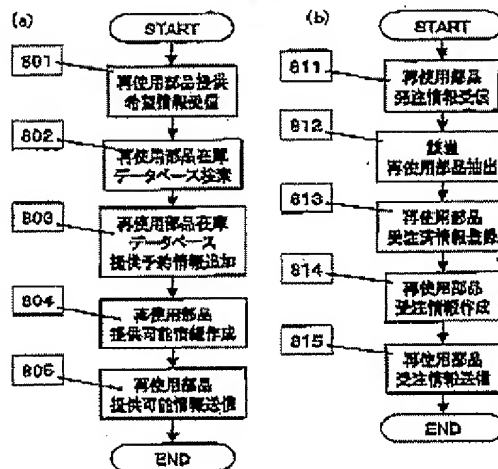 (a)
START
801
再使用部品提供
希望情報受信
802
再使用部品在庫
データベース検索
803
再使用部品在庫
データベース
提供予約情報追加
804
再使用部品
提供可能情報作成
805
再使用部品
提供可能情報送信
END
(b)
START
811
再使用部品
発注情報受信
812
該当
再使用部品抽出
813
再使用部品
受注済情報登録
814
再使用部品
受注情報作成
815
再使用部品
受注情報送信
END